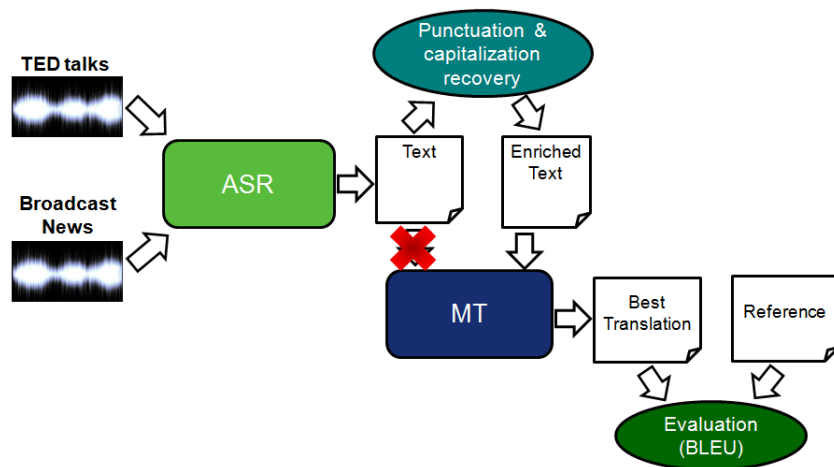 Punctuation &
capitalization
recovery
TED talks
Text
Enriched
Text
ASR
Broadcast
News
MT
Best
Translation
Reference
Evaluation
(BLEU)